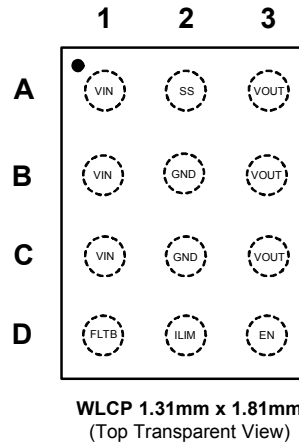 1 2 3
A VIN SS VOUT
B VIN GND VOUT
C VIN GND VOUT
D FLTB ILIM EN
WLCP 1.31mm x 1.81mm
(Top Transparent View)